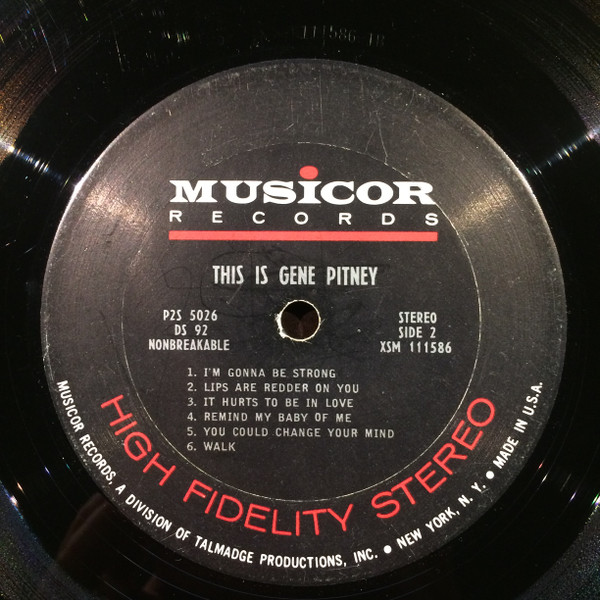 111586 1B
MUSICOR
RECORDS
THIS IS GENE PITNEY
P2S 5026
DS 92
NONBREAKABLE
STEREO
SIDE 2
XSM 111586
1. I'M GONNA BE STRONG
2. LIPS ARE REDDER ON YOU
3. IT HURTS TO BE IN LOVE
4. REMIND MY BABY OF ME
5. YOU COULD CHANGE YOUR MIND
6. WALK
HIGH FIDELITY STEREO
MUSICOR RECORDS, A DIVISION OF TALMADGE PRODUCTIONS, INC. • NEW YORK, N. Y. • MADE IN U.S.A.